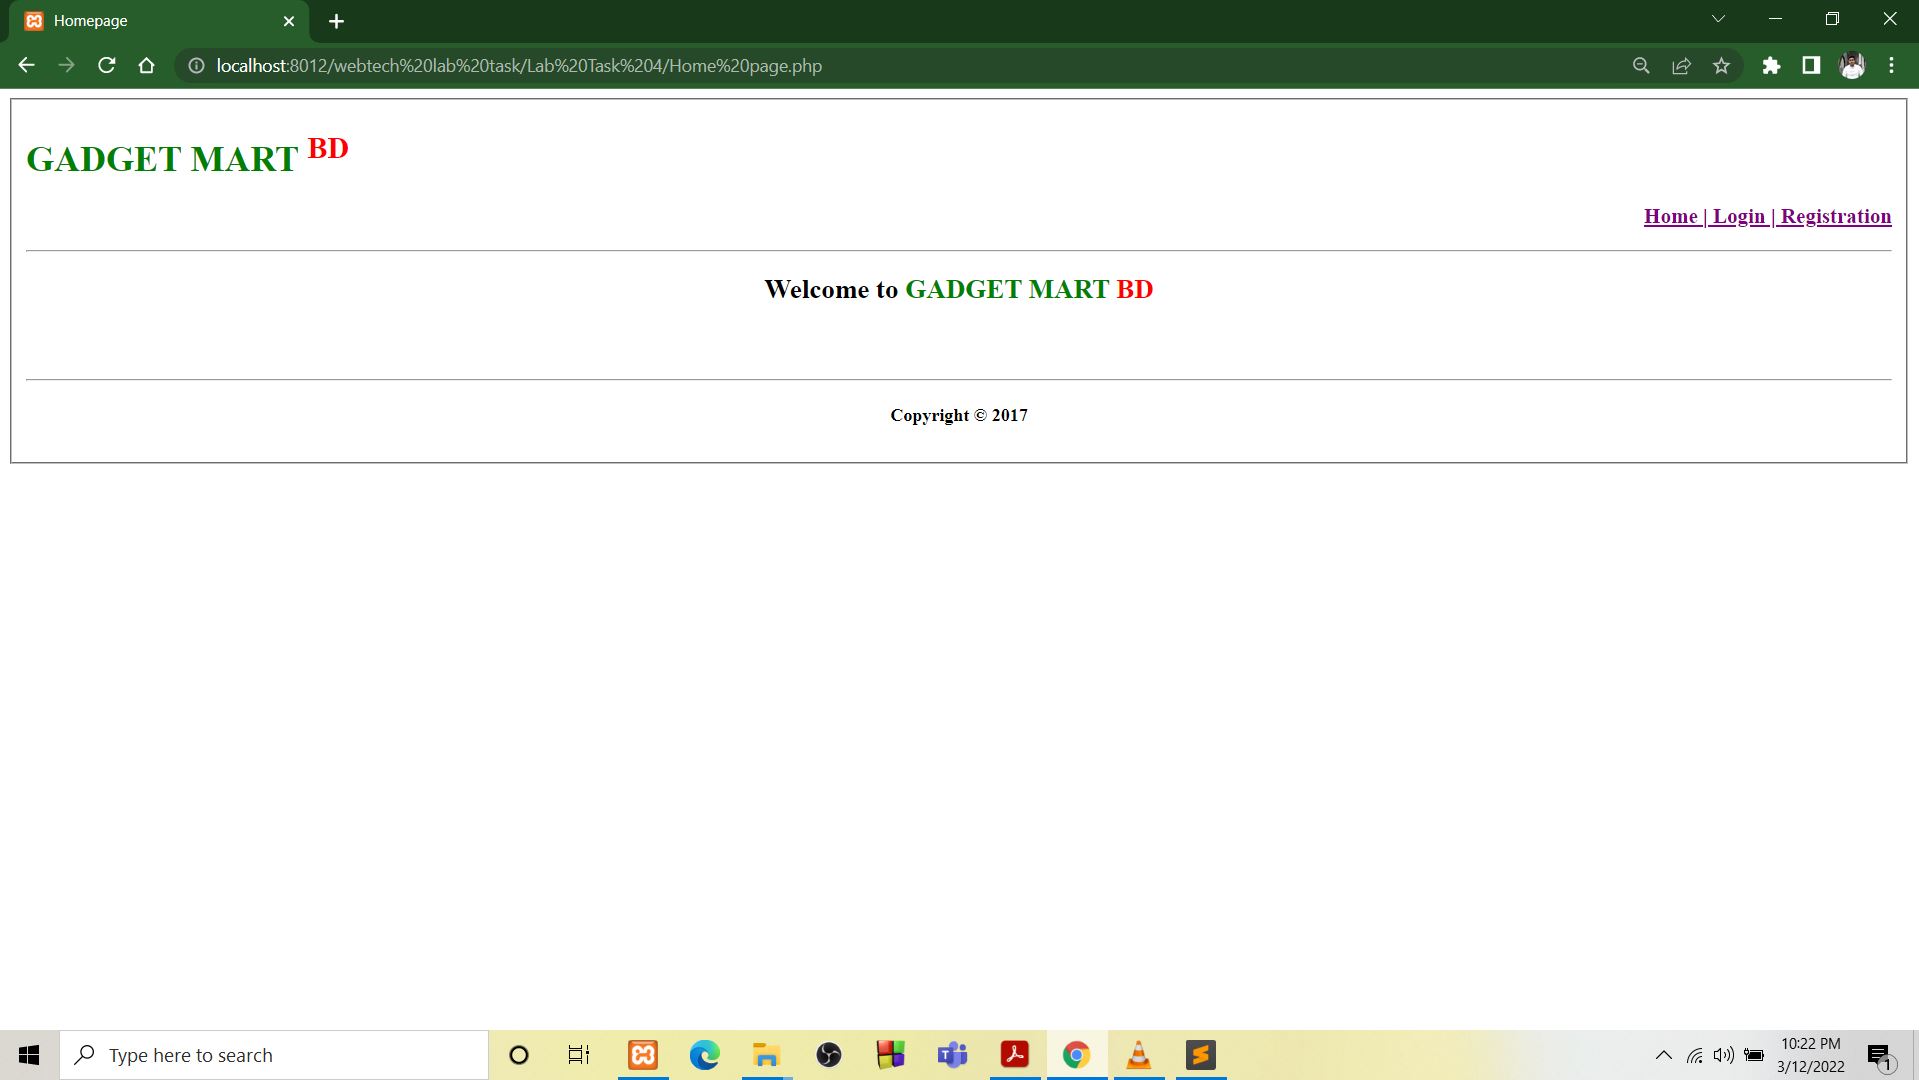 Homepage
localhost:8012/webtech%20lab%20task/Lab%20Task%204/Home%20page.php
GADGET MART BD
Home | Login | Registration
Welcome to GADGET MART BD
Copyright © 2017
Type here to search
10:22 PM
3/12/2022
1